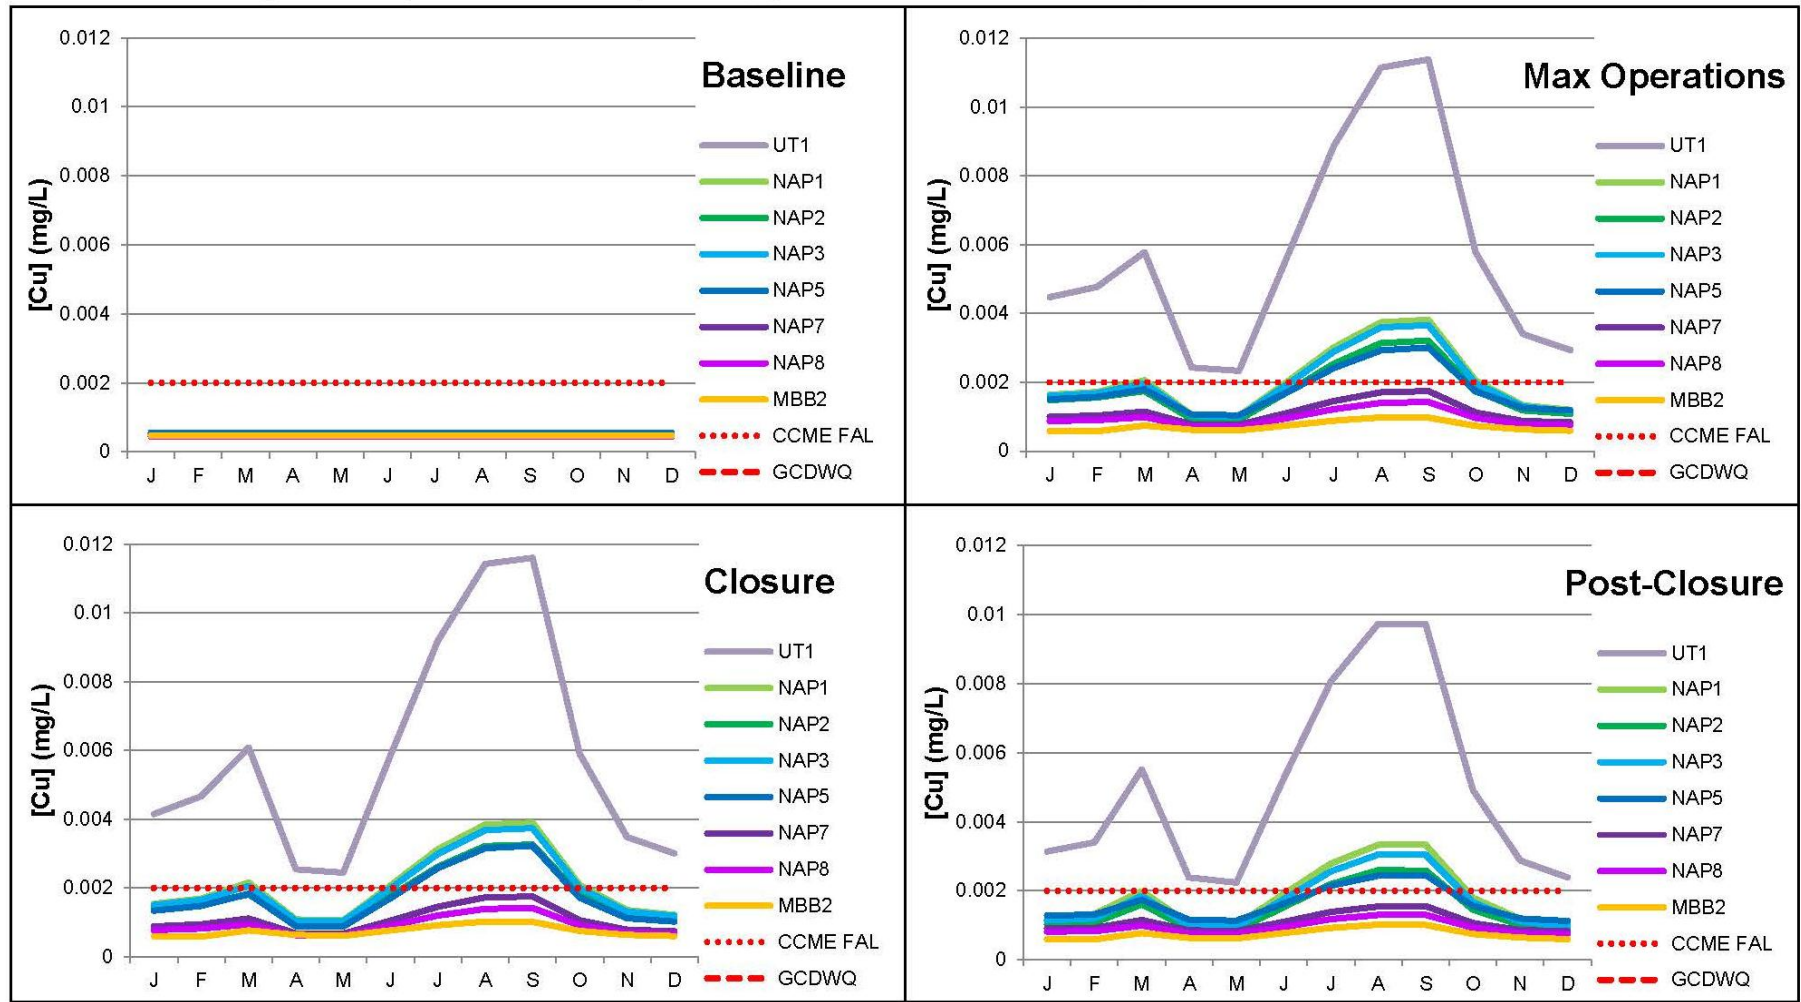 Baseline
[Cu] (mg/L)
0.012
0.01
0.008
0.006
0.004
0.002
0
J F M A M J J A S O N D
UT1
NAP1
NAP2
NAP3
NAP5
NAP7
NAP8
MBB2
CCME FAL
GCDWQ
Max Operations
[Cu] (mg/L)
0.012
0.01
0.008
0.006
0.004
0.002
0
J F M A M J J A S O N D
UT1
NAP1
NAP2
NAP3
NAP5
NAP7
NAP8
MBB2
CCME FAL
GCDWQ
Closure
[Cu] (mg/L)
0.012
0.01
0.008
0.006
0.004
0.002
0
J F M A M J J A S O N D
UT1
NAP1
NAP2
NAP3
NAP5
NAP7
NAP8
MBB2
CCME FAL
GCDWQ
Post-Closure
[Cu] (mg/L)
0.012
0.01
0.008
0.006
0.004
0.002
0
J F M A M J J A S O N D
UT1
NAP1
NAP2
NAP3
NAP5
NAP7
NAP8
MBB2
CCME FAL
GCDWQ